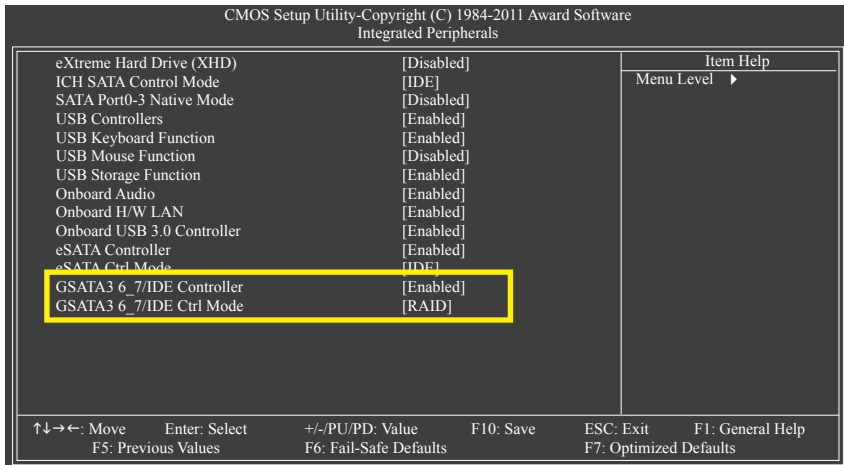 CMOS Setup Utility-Copyright (C) 1984-2011 Award Software
Integrated Peripherals
eXtreme Hard Drive (XHD) [Disabled]
ICH SATA Control Mode [IDE]
SATA Port0-3 Native Mode [Disabled]
USB Controllers [Enabled]
USB Keyboard Function [Enabled]
USB Mouse Function [Disabled]
USB Storage Function [Enabled]
Onboard Audio [Enabled]
Onboard H/W LAN [Enabled]
Onboard USB 3.0 Controller [Enabled]
eSATA Controller [Enabled]
eSATA Ctrl Mode [IDE]
GSATA3 6_7/IDE Controller [Enabled]
GSATA3 6_7/IDE Ctrl Mode [RAID]
Item Help
Menu Level ▶
↑↓→←: Move Enter: Select +/-/PU/PD: Value F10: Save ESC: Exit F1: General Help
F5: Previous Values F6: Fail-Safe Defaults F7: Optimized Defaults